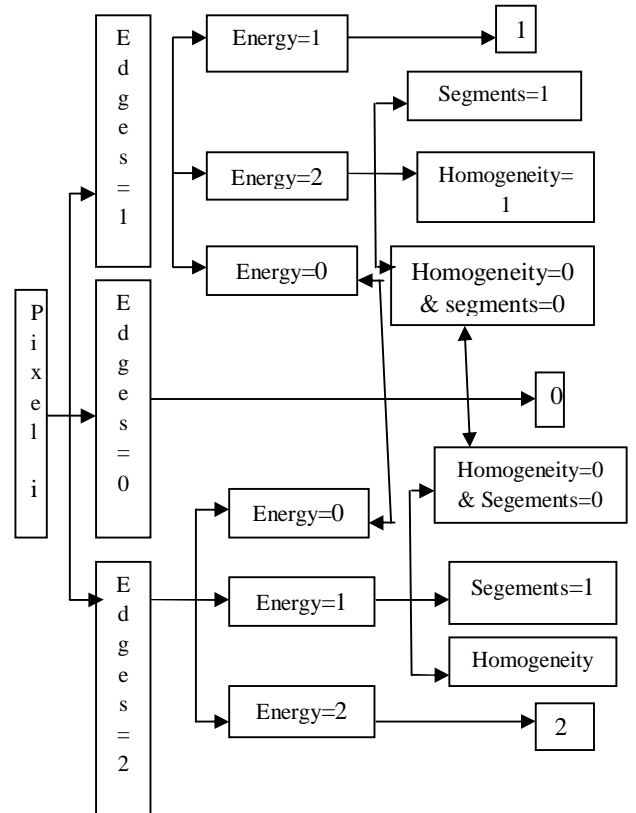 Pixel i
Edges=1
Energy=1
1
Segments=1
Energy=2
Homogeneity=
1
Energy=0
Homogeneity=0
& segments=0
Edges=0
0
Homogeneity=0
& Segements=0
Energy=0
Edges=2
Energy=1
Segements=1
Homogeneity
Energy=2
2